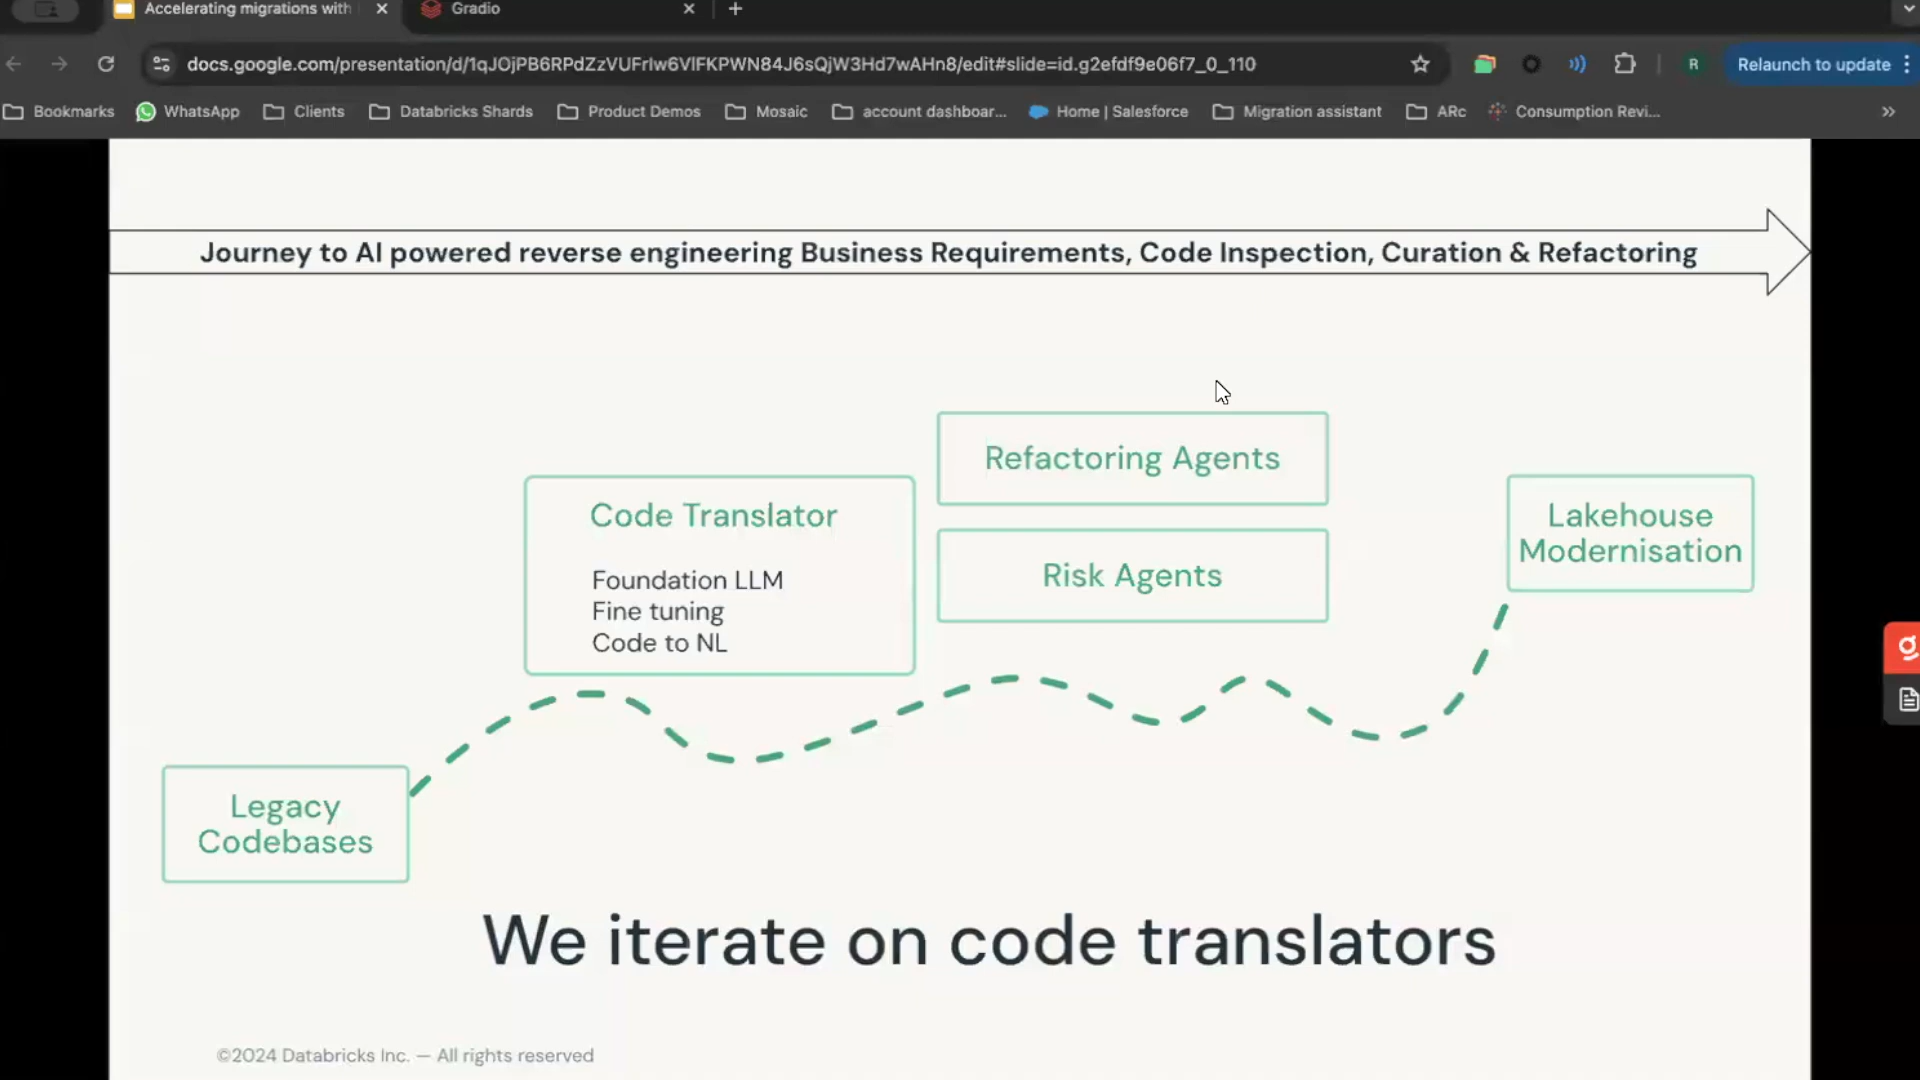 Accelerating migrations with
Gradio
docs.google.com/presentation/d/1qJOjPB6RPdZzVUFrIw6VIFKPWN84J6sQjW3Hd7wAHn8/edit#slide=id.g2efdf9e06f7_0_110
R
Relaunch to update
Bookmarks
WhatsApp
Clients
Databricks Shards
Product Demos
Mosaic
account dashboar...
Home | Salesforce
Migration assistant
ARc
Consumption Revi...
Journey to AI powered reverse engineering Business Requirements, Code Inspection, Curation & Refactoring
Code Translator
Foundation LLM
Fine tuning
Code to NL
Refactoring Agents
Risk Agents
Lakehouse
Modernisation
Legacy
Codebases
We iterate on code translators
©2024 Databricks Inc. — All rights reserved